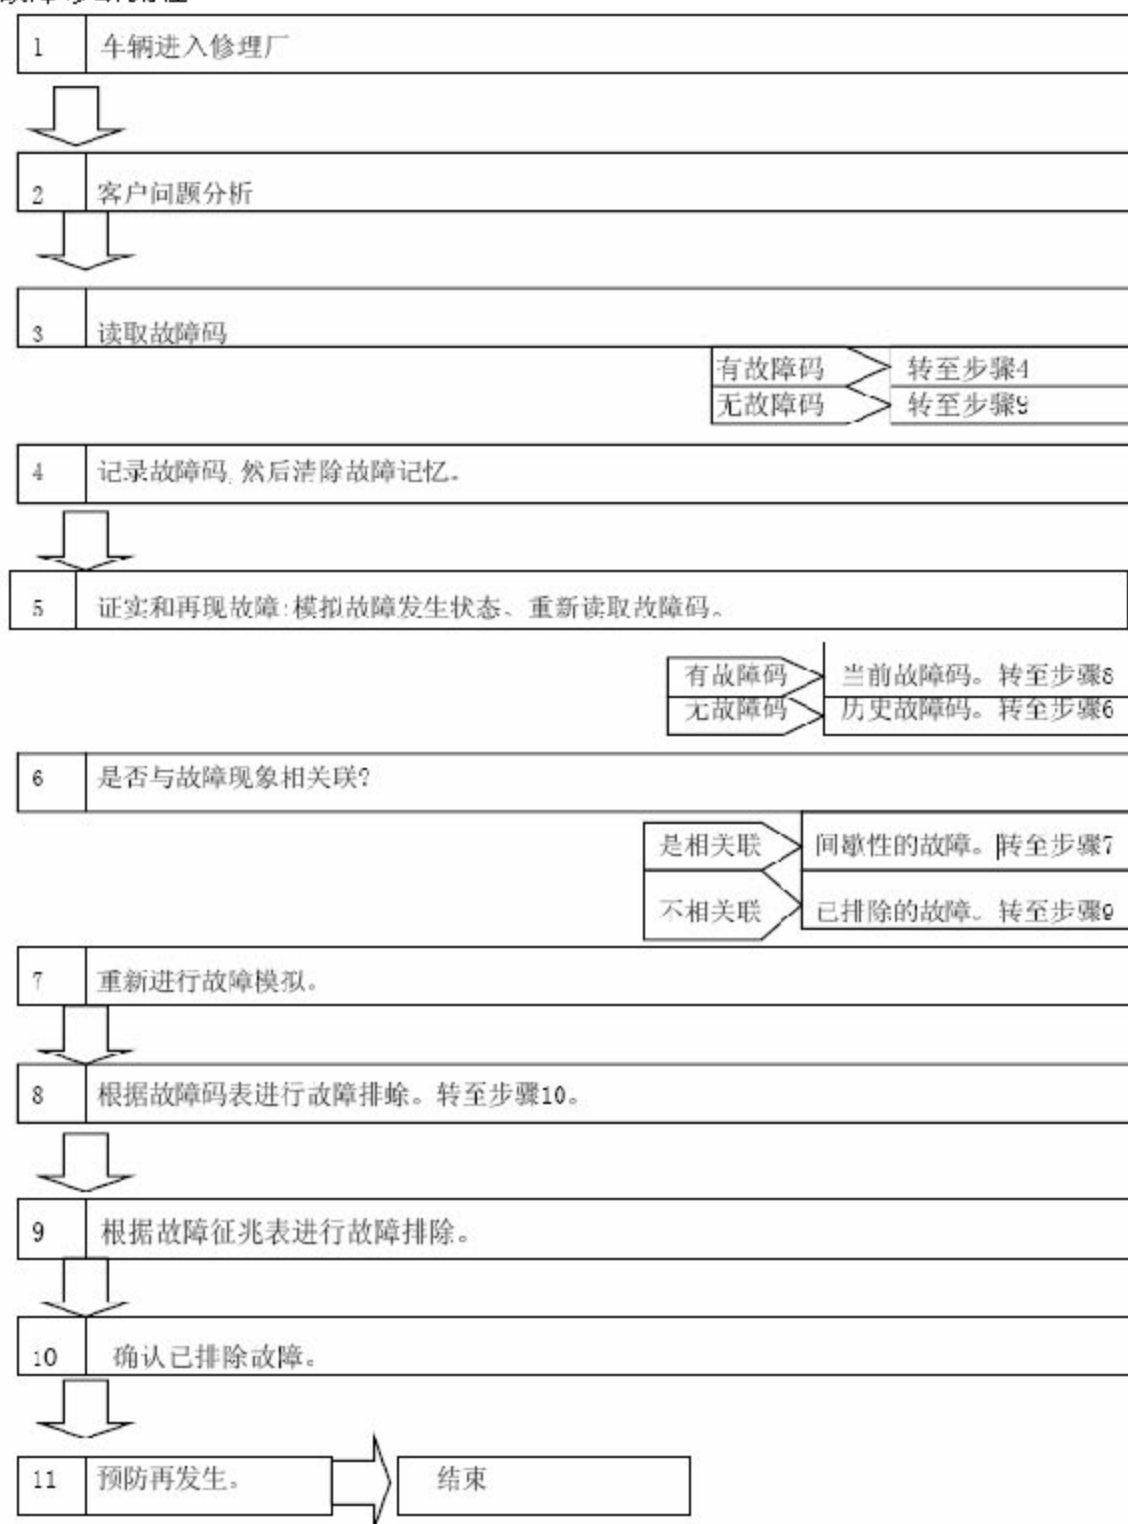 1 车辆进入修理厂
2 客户问题分析
3 读取故障码
有故障码 转至步骤4
无故障码 转至步骤9
4 记录故障码,然后清除故障记忆。
5 证实和再现故障:模拟故障发生状态、重新读取故障码。
有故障码 当前故障码。转至步骤8
无故障码 历史故障码。转至步骤6
6 是否与故障现象相关联?
是相关联 间歇性的故障。转至步骤7
不相关联 已排除的故障。转至步骤9
7 重新进行故障模拟。
8 根据故障码表进行故障排蜍。转至步骤10。
9 根据故障征兆表进行故障排除。
10 确认已排除故障。
11 预防再发生。 结束